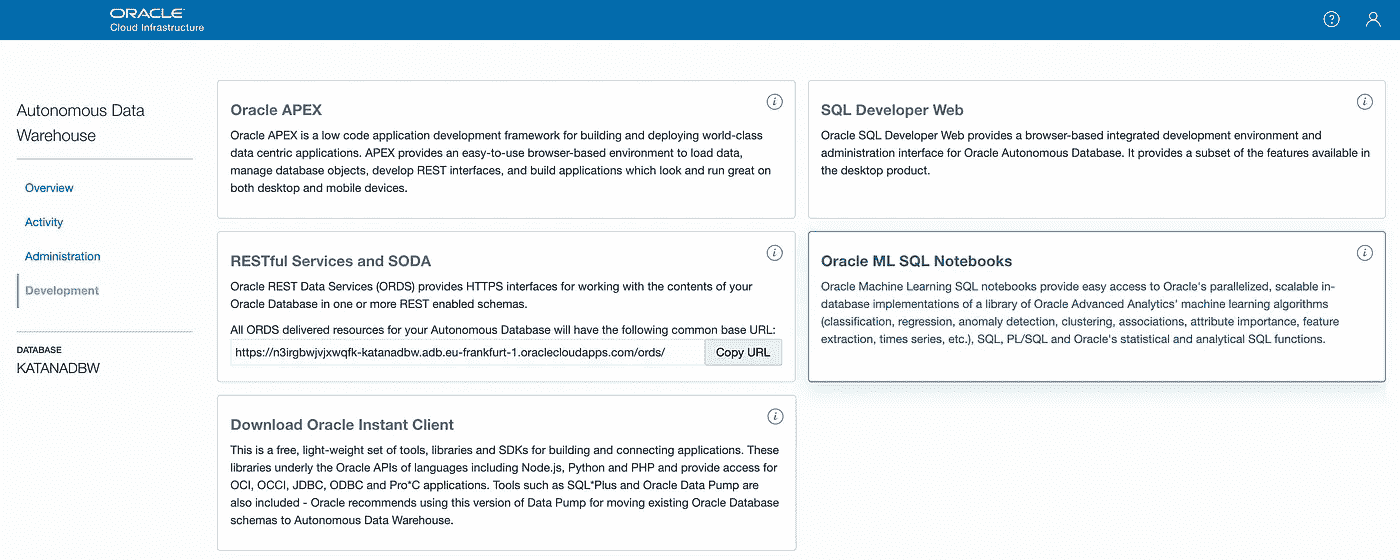 ORACLE
Cloud Infrastructure
Autonomous Data
Warehouse
Overview
Activity
Administration
Development
DATABASE
KATANADBW
Oracle APEX
Oracle APEX is a low code application development framework for building and deploying world-class
data centric applications. APEX provides an easy-to-use browser-based environment to load data,
manage database objects, develop REST interfaces, and build applications which look and run great on
both desktop and mobile devices.
SQL Developer Web
Oracle SQL Developer Web provides a browser-based integrated development environment and
administration interface for Oracle Autonomous Database. It provides a subset of the features available in
the desktop product.
RESTful Services and SODA
Oracle REST Data Services (ORDS) provides HTTPS interfaces for working with the contents of your
Oracle Database in one or more REST enabled schemas.
All ORDS delivered resources for your Autonomous Database will have the following common base URL:
https://n3irgbwjvjxwqfk-katanadbw.adb.eu-frankfurt-1.oraclecloudapps.com/ords/
Copy URL
Oracle ML SQL Notebooks
Oracle Machine Learning SQL notebooks provide easy access to Oracle's parallelized, scalable in-
database implementations of a library of Oracle Advanced Analytics' machine learning algorithms
(classification, regression, anomaly detection, clustering, associations, attribute importance, feature
extraction, times series, etc.), SQL, PL/SQL and Oracle's statistical and analytical SQL functions.
Download Oracle Instant Client
This is a free, light-weight set of tools, libraries and SDKs for building and connecting applications. These
libraries underly the Oracle APIs of languages including Node.js, Python and PHP and provide access for
OCI, OCCI, JDBC, ODBC and Pro*C applications. Tools such as SQL*Plus and Oracle Data Pump are
also included - Oracle recommends using this version of Data Pump for moving existing Oracle Database
schemas to Autonomous Data Warehouse.